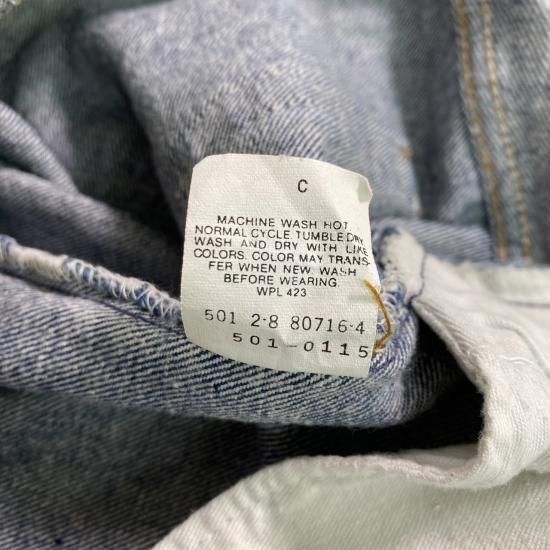 C
MACHINE WASH HOT
NORMAL CYCLE TUMBLE DRY
WASH AND DRY WITH LIKE
COLORS. COLOR MAY TRANS
FER WHEN NEW. WASH
BEFORE WEARING
WPL 423
501 2-8 80716-4
501-0115